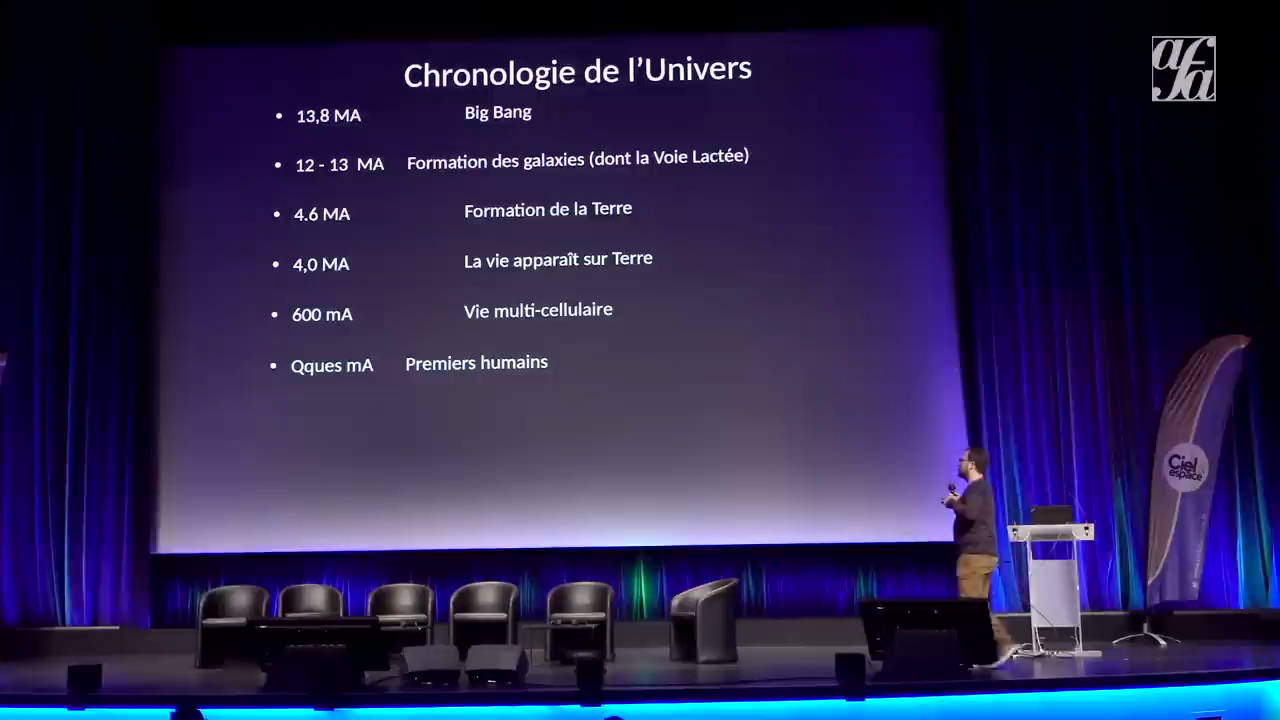 afa
Chronologie de l’Univers
• 13,8 MA Big Bang
• 12 - 13 MA Formation des galaxies (dont la Voie Lactée)
• 4.6 MA Formation de la Terre
• 4,0 MA La vie apparaît sur Terre
• 600 mA Vie multi-cellulaire
• Qques mA Premiers humains
Ciel
espace